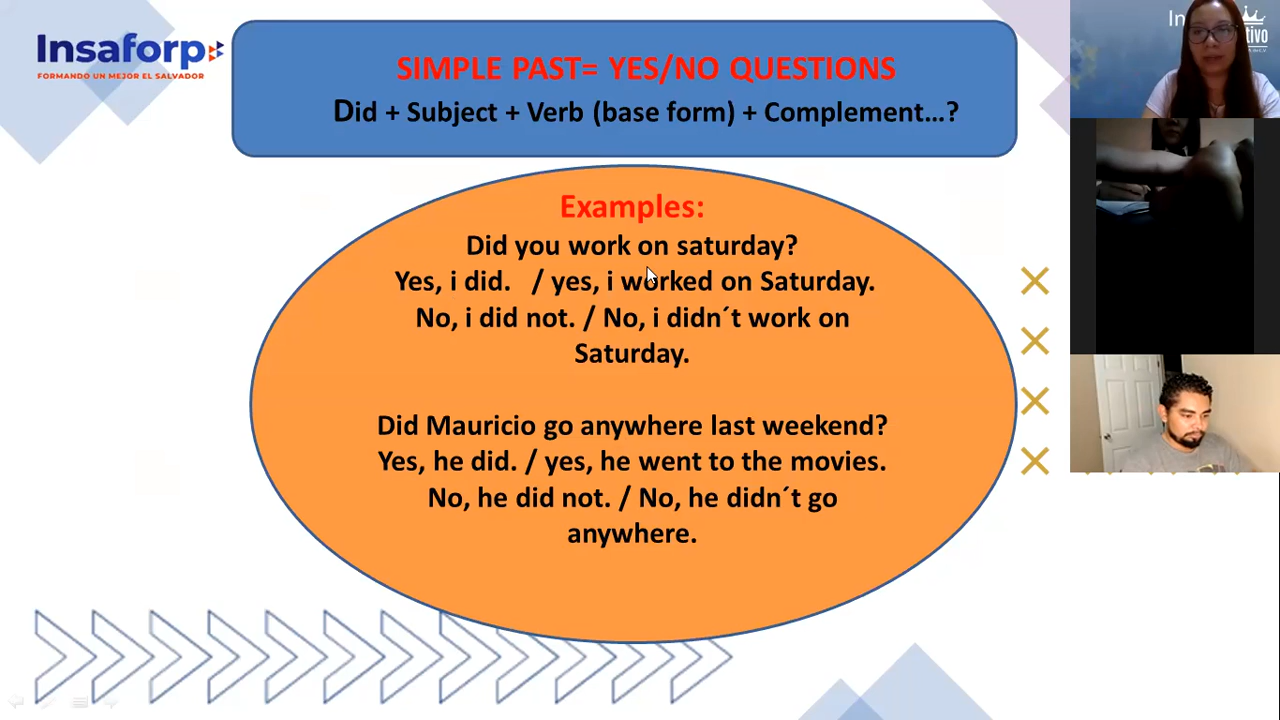 Insaforp
FORMANDO UN MEJOR EL SALVADOR
SIMPLE PAST= YES/NO QUESTIONS
Did + Subject + Verb (base form) + Complement…?
Examples:
Did you work on saturday?
Yes, i did.   / yes, i worked on Saturday.
No, i did not. / No, i didn´t work on
Saturday.
Did Mauricio go anywhere last weekend?
Yes, he did. / yes, he went to the movies.
No, he did not. / No, he didn´t go
anywhere.
In
tivo